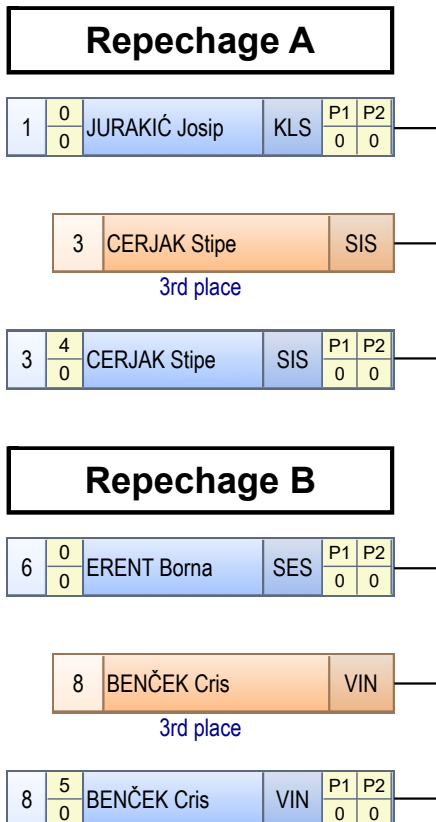 Repechage A
1 0 0 JURAKIĆ Josip KLS P1 P2 0 0
3 CERJAK Stipe SIS
3rd place
3 4 0 CERJAK Stipe SIS P1 P2 0 0
Repechage B
6 0 0 ERENT Borna SES P1 P2 0 0
8 BENČEK Cris VIN
3rd place
8 5 0 BENČEK Cris VIN P1 P2 0 0